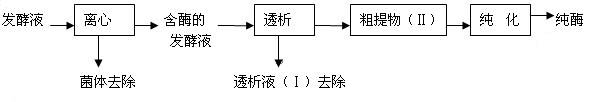 发酵液
离心
含酶的
发酵液
透析
粗提物(Ⅱ)
纯 化
纯酶
菌体去除
透析液(Ⅰ)去除